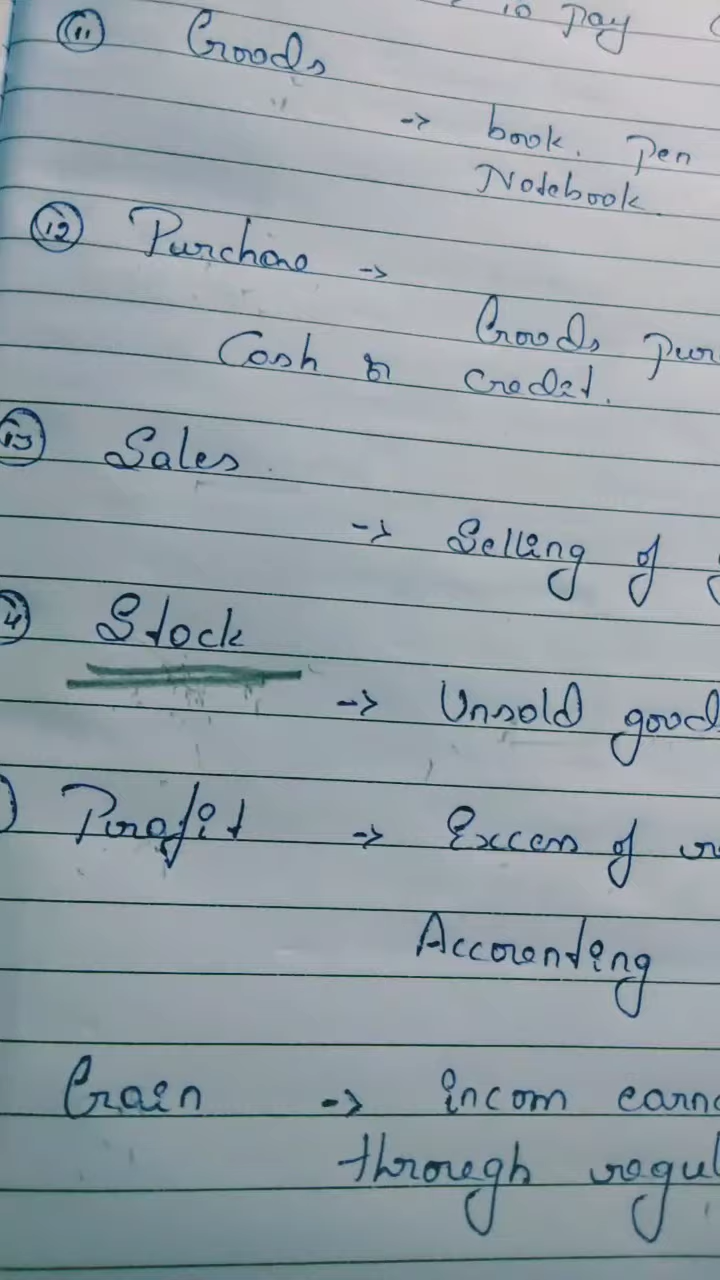 to Pay
(11) Goods
-> book. Pen
Notebook.
(12) Purchase ->
Goods Pur
Cash or credit.
(13) Sales
-> Selling of g
Stock
-> Unsold good
Profit -> Excess of
Accounting
Gain -> incom earn
through regul